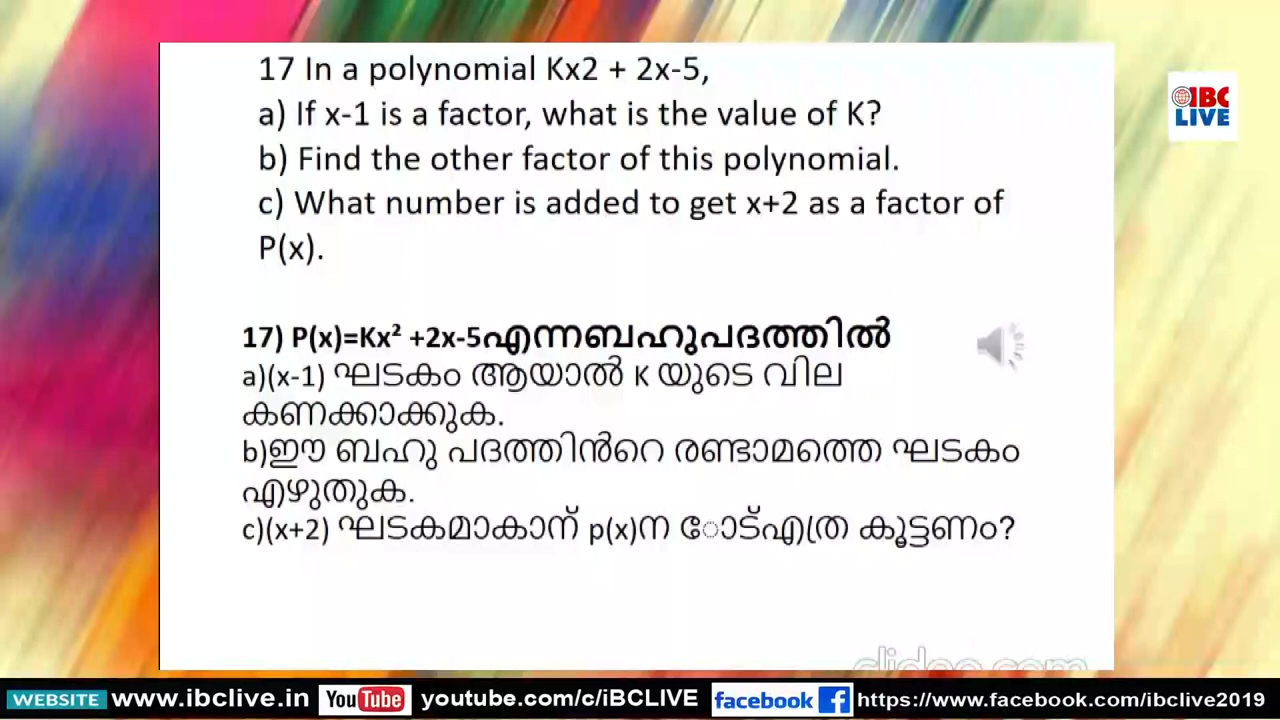 17 In a polynomial Kx2 + 2x-5,
a) If x-1 is a factor, what is the value of K?
b) Find the other factor of this polynomial.
c) What number is added to get x+2 as a factor of
P(x).
IBC
LIVE
17) P(x)=Kx² +2x-5എന്നബഹുപദത്തിൽ
a)(x-1) ഘടകം ആയാൽ K യുടെ വില
കണക്കാക്കുക.
b)ഈ ബഹു പദത്തിൻറെ രണ്ടാമത്തെ ഘടകം
എഴുതുക.
c)(x+2) ഘടകമാകാന് p(x)ന ോട്എത്ര കൂട്ടണം?
clideo.com
WEBSITE www.ibclive.in YouTube youtube.com/c/iBCLIVE facebook f https://www.facebook.com/ibclive2019